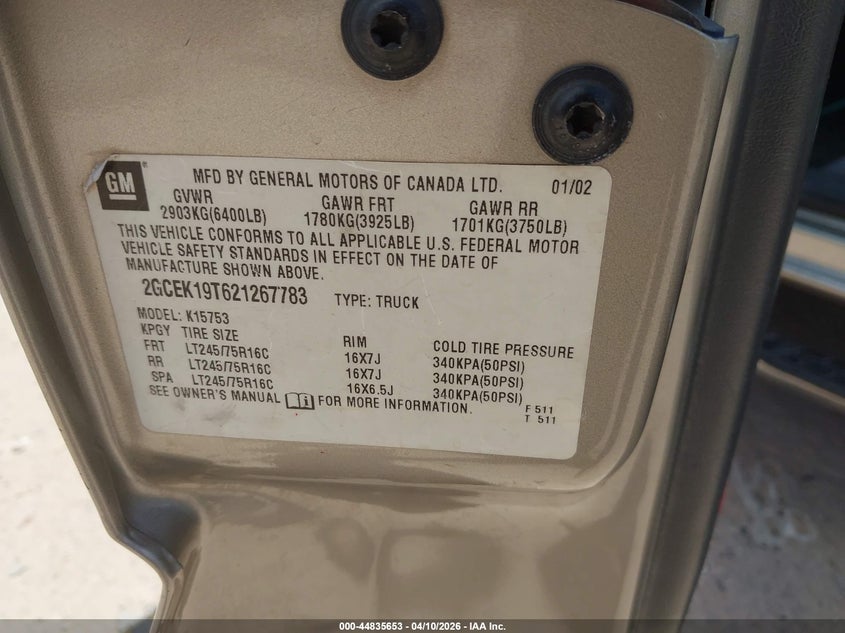 GM
MFD BY GENERAL MOTORS OF CANADA LTD. 01/02
GVWR GAWR FRT GAWR RR
2903KG(6400LB) 1780KG(3925LB) 1701KG(3750LB)
THIS VEHICLE CONFORMS TO ALL APPLICABLE U.S. FEDERAL MOTOR
VEHICLE SAFETY STANDARDS IN EFFECT ON THE DATE OF
MANUFACTURE SHOWN ABOVE.
2GCEK19T621267783 TYPE: TRUCK
MODEL: K15753
KPGY TIRE SIZE RIM COLD TIRE PRESSURE
FRT LT245/75R16C 16X7J 340KPA(50PSI)
RR LT245/75R16C 16X7J 340KPA(50PSI)
SPA LT245/75R16C 16X6.5J 340KPA(50PSI)
SEE OWNER'S MANUAL FOR MORE INFORMATION.
F 511
T 511
000-44835653 - 04/10/2026 - IAA Inc.